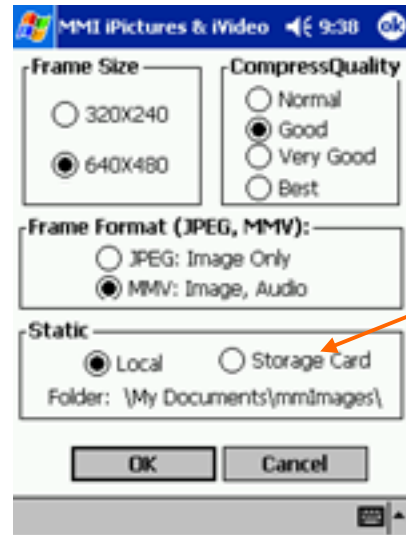 MMI iPictures & iVideo 9:38 ok
Frame Size
320X240
640X480
CompressQuality
Normal
Good
Very Good
Best
Frame Format (JPEG, MMV):
JPEG: Image Only
MMV: Image, Audio
Static
Local Storage Card
Folder: \My Documents\mmImages\
OK Cancel